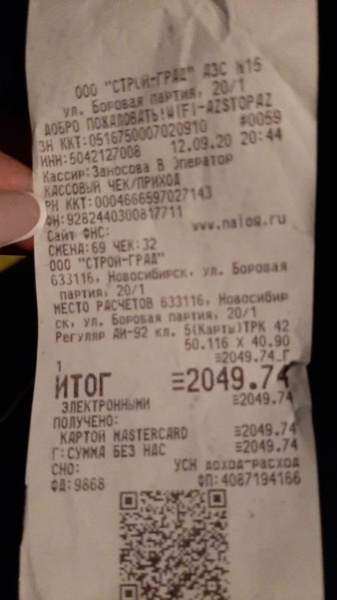 ООО "СТРОЙ-ГРАД" АЗС N15
ул. Боровая партия, 20/1
ДОБРО ПОЖАЛОВАТЬ!WIFI-AZSTOPAZ
ЗН ККТ:0516750007020910 #0059
ИНН:5042127008 12.09.20 20:44
Кассир:Заносова В Оператор
КАССОВЫЙ ЧЕК/ПРИХОД
РН ККТ:0004666597027143
ФН:9282440300817711
Сайт ФНС: www.nalog.ru
СМЕНА:69 ЧЕК:32
ООО "СТРОЙ-ГРАД"
633116, Новосибирск, ул. Боровая
партия, 20/1
МЕСТО РАСЧЕТОВ 633116, Новосибир
ск, ул. Боровая партия, 20/1
Регуляр АИ-92 кл. 5(Карты)ТРК 42
50.116 X 40.90
≡2049.74_Г
1
ИТОГ ≡2049.74
ЭЛЕКТРОННЫМИ ≡2049.74
ПОЛУЧЕНО:
КАРТОЙ MASTERCARD ≡2049.74
Г:СУММА БЕЗ НДС ≡2049.74
СНО: УСН доход-расход
ФД:9868 ФП:4087194166